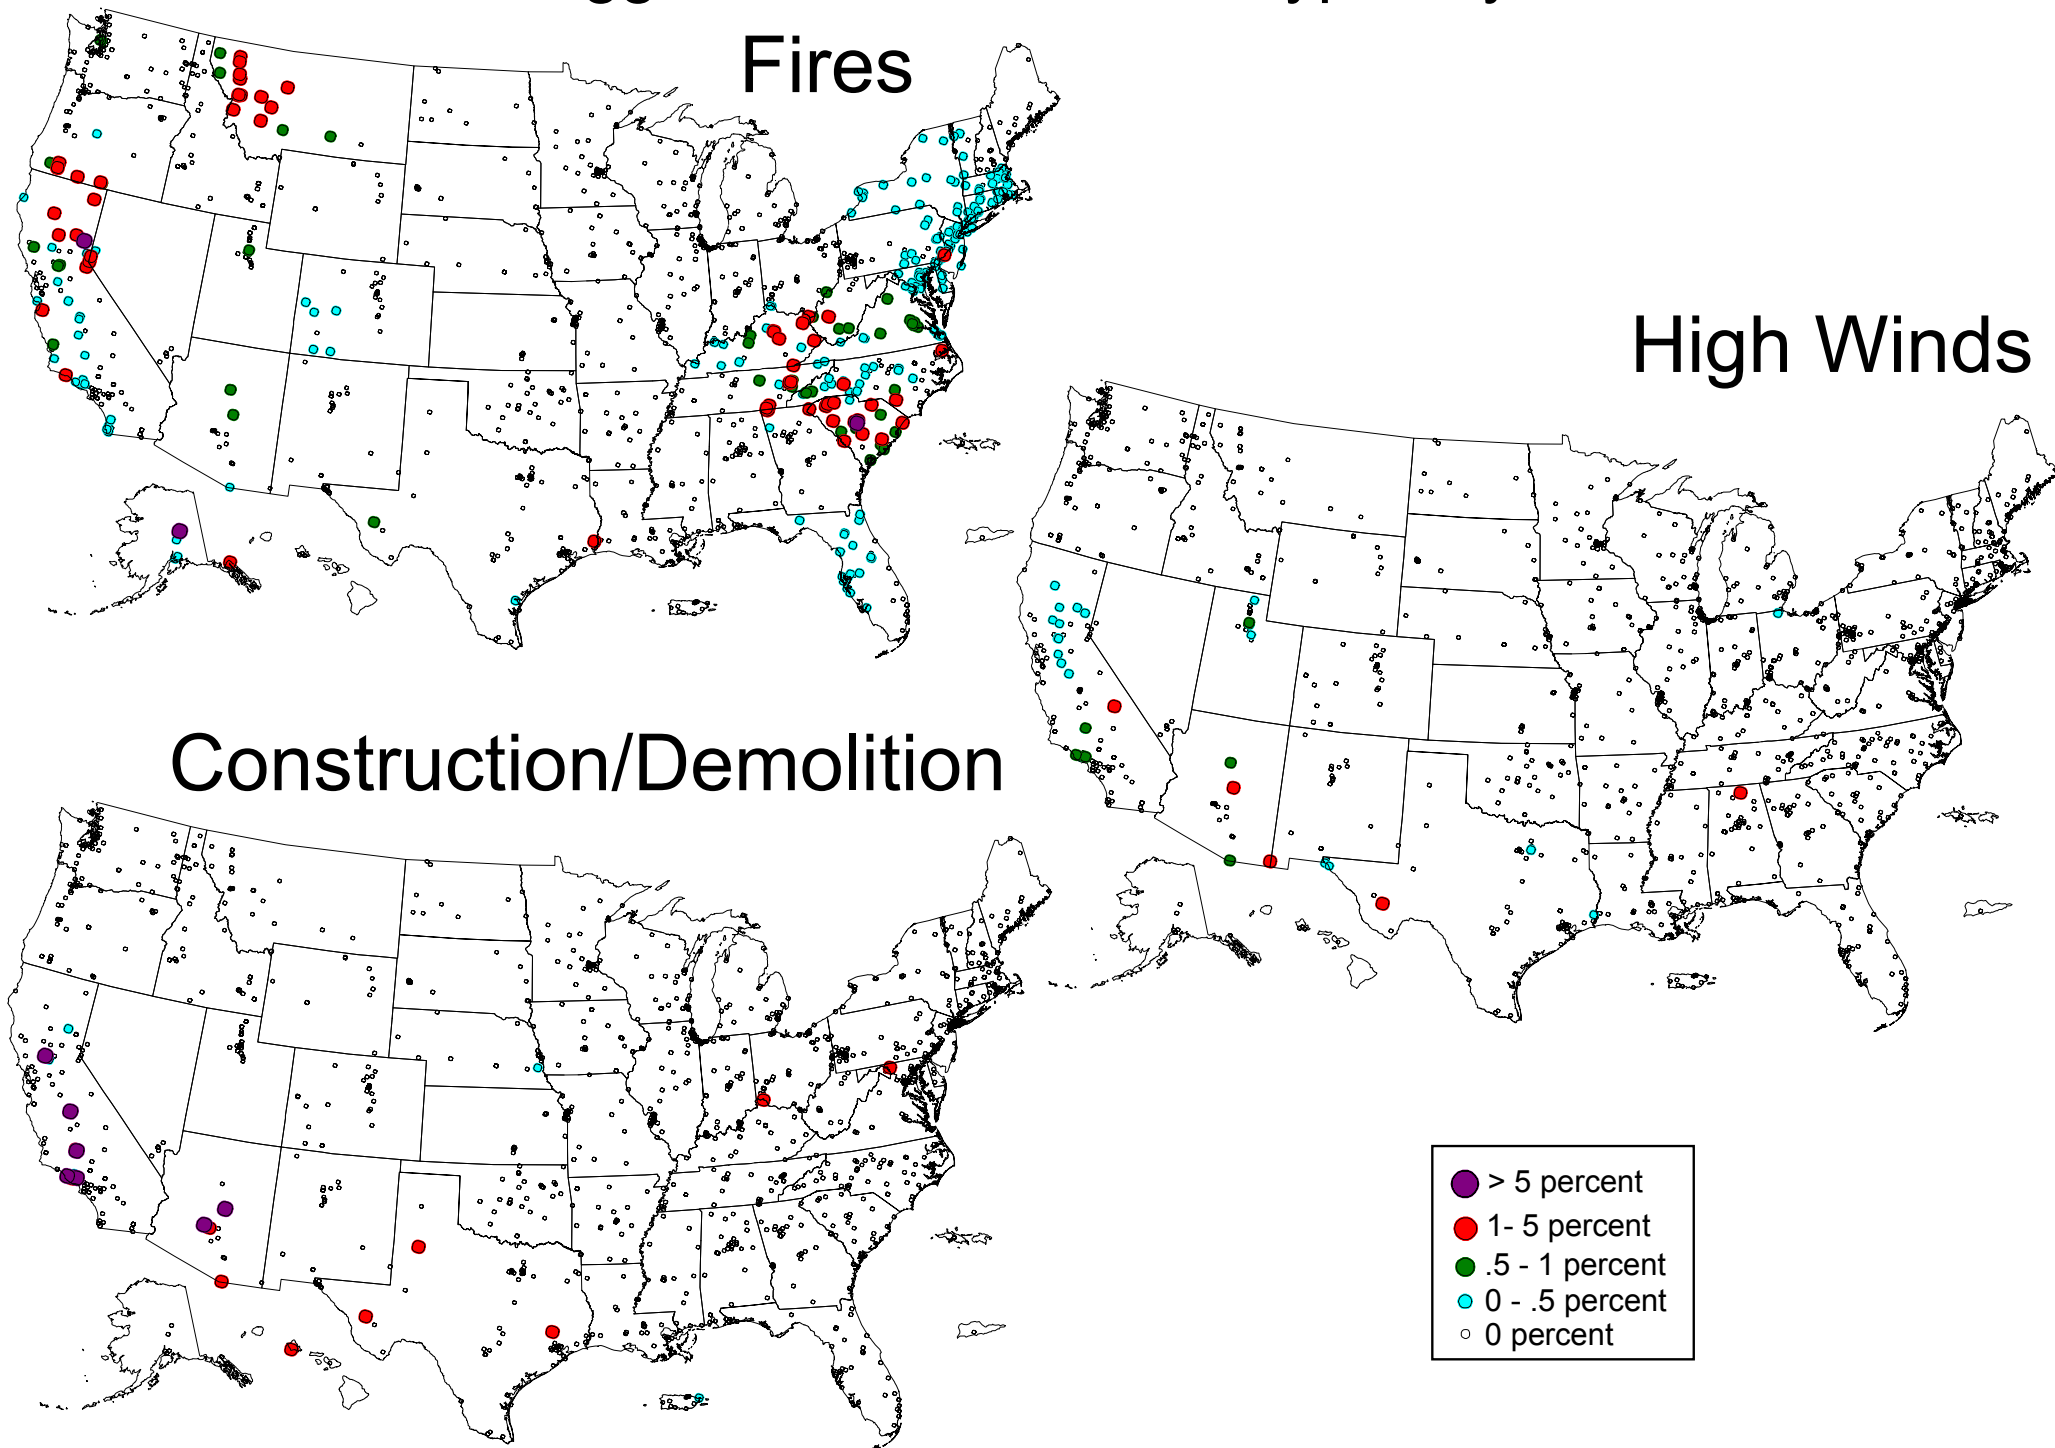 Fires
High Winds
Construction/Demolition
> 5 percent
1- 5 percent
.5 - 1 percent
0 - .5 percent
0 percent